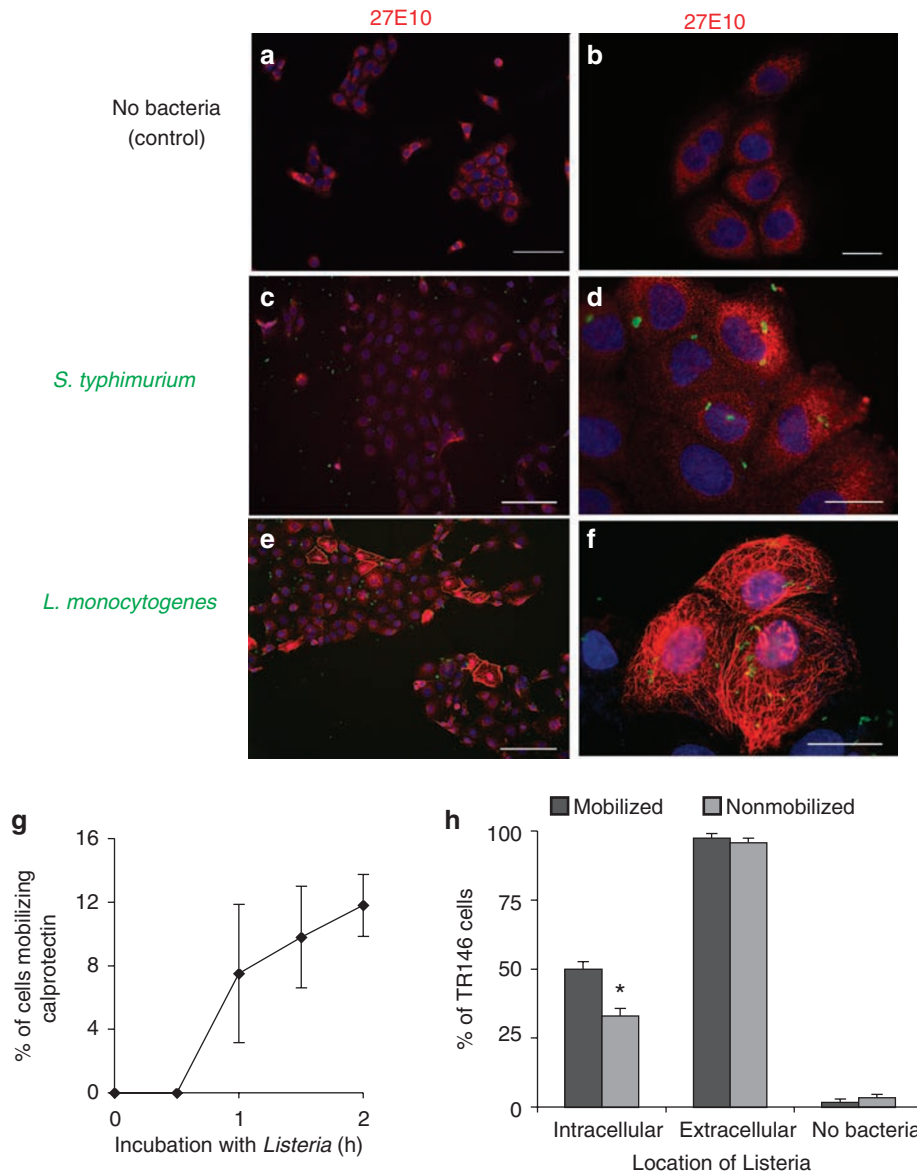 27E10
27E10
No bacteria
(control)
a
b
S. typhimurium
c
d
L. monocytogenes
e
f
g
% of cells mobilizing
calprotectin
16
12
8
4
0
0
1
2
Incubation with Listeria (h)
h
Mobilized
Nonmobilized
% of TR146 cells
100
75
50
25
0
*
Intracellular
Extracellular
No bacteria
Location of Listeria